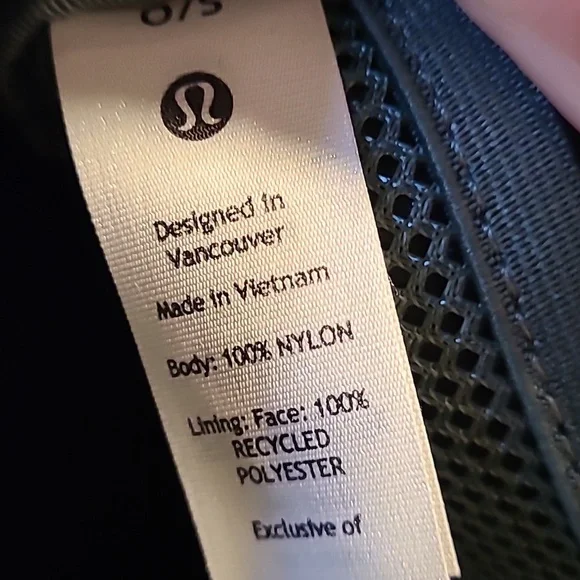 O/S
Designed in
Vancouver
Made in Vietnam
Body: 100% NYLON
Lining: Face: 100%
RECYCLED
POLYESTER
Exclusive of